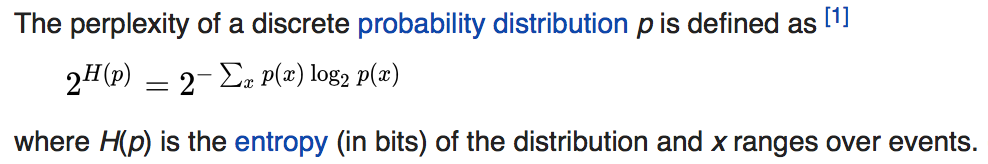 The perplexity of a discrete probability distribution p is defined as [1]
2^{H(p)} = 2^{-∑_x p(x) log_2 p(x)}
where H(p) is the entropy (in bits) of the distribution and x ranges over events.